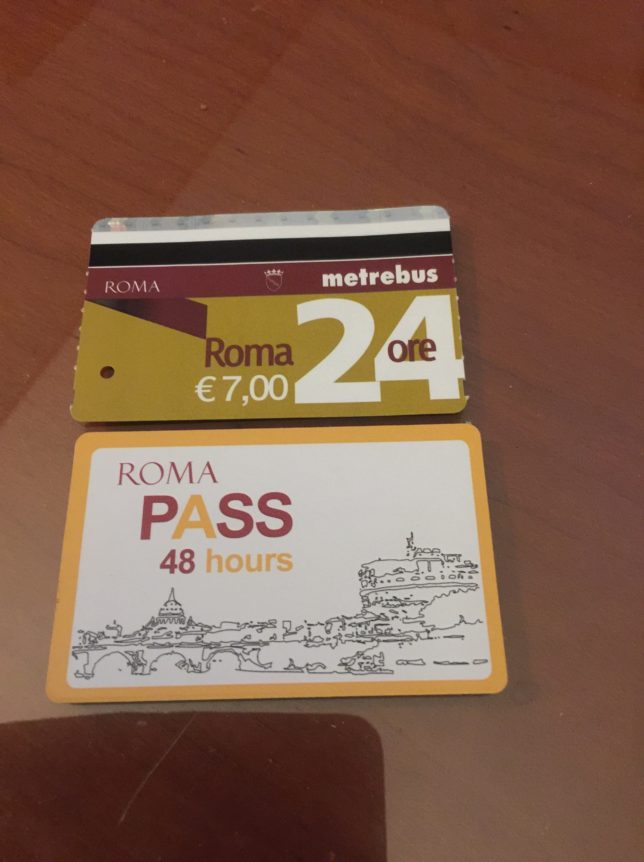 ROMA metrebus
Roma 24 ore
€ 7,00
ROMA
PASS
48 hours